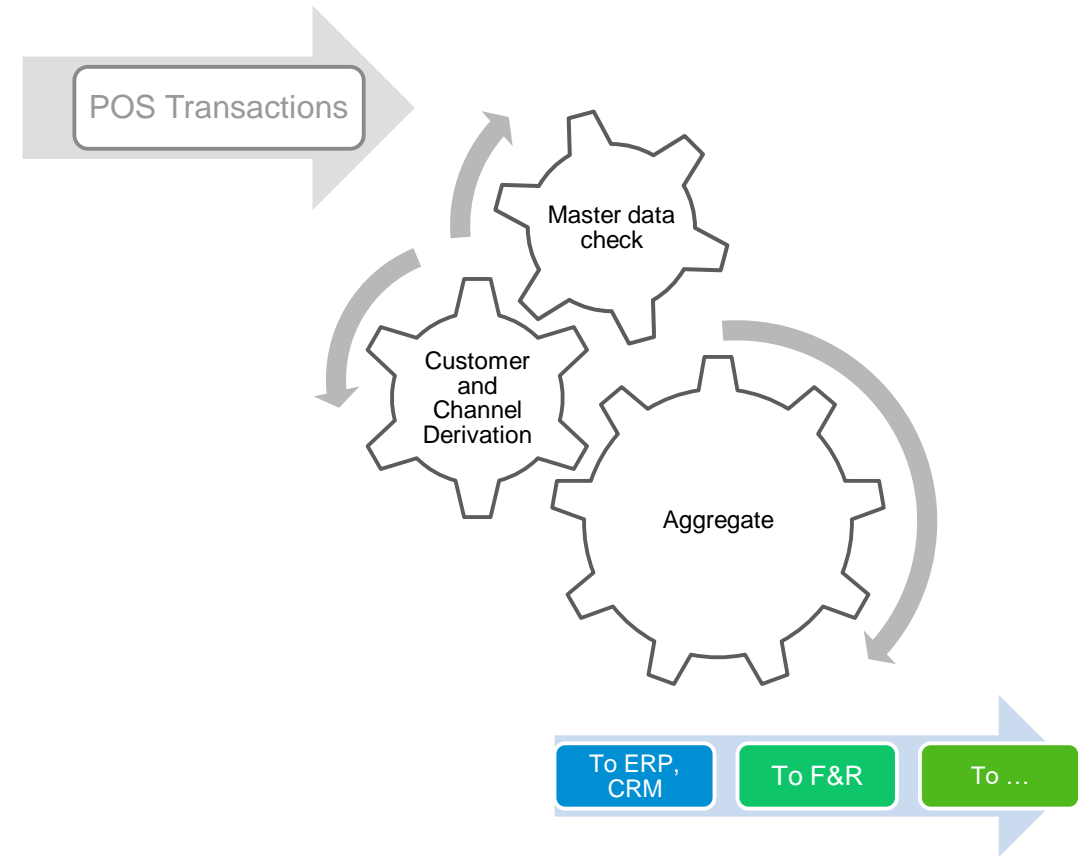 POS Transactions
Master data
check
Customer
and
Channel
Derivation
Aggregate
To ERP,
CRM
To F&R
To …